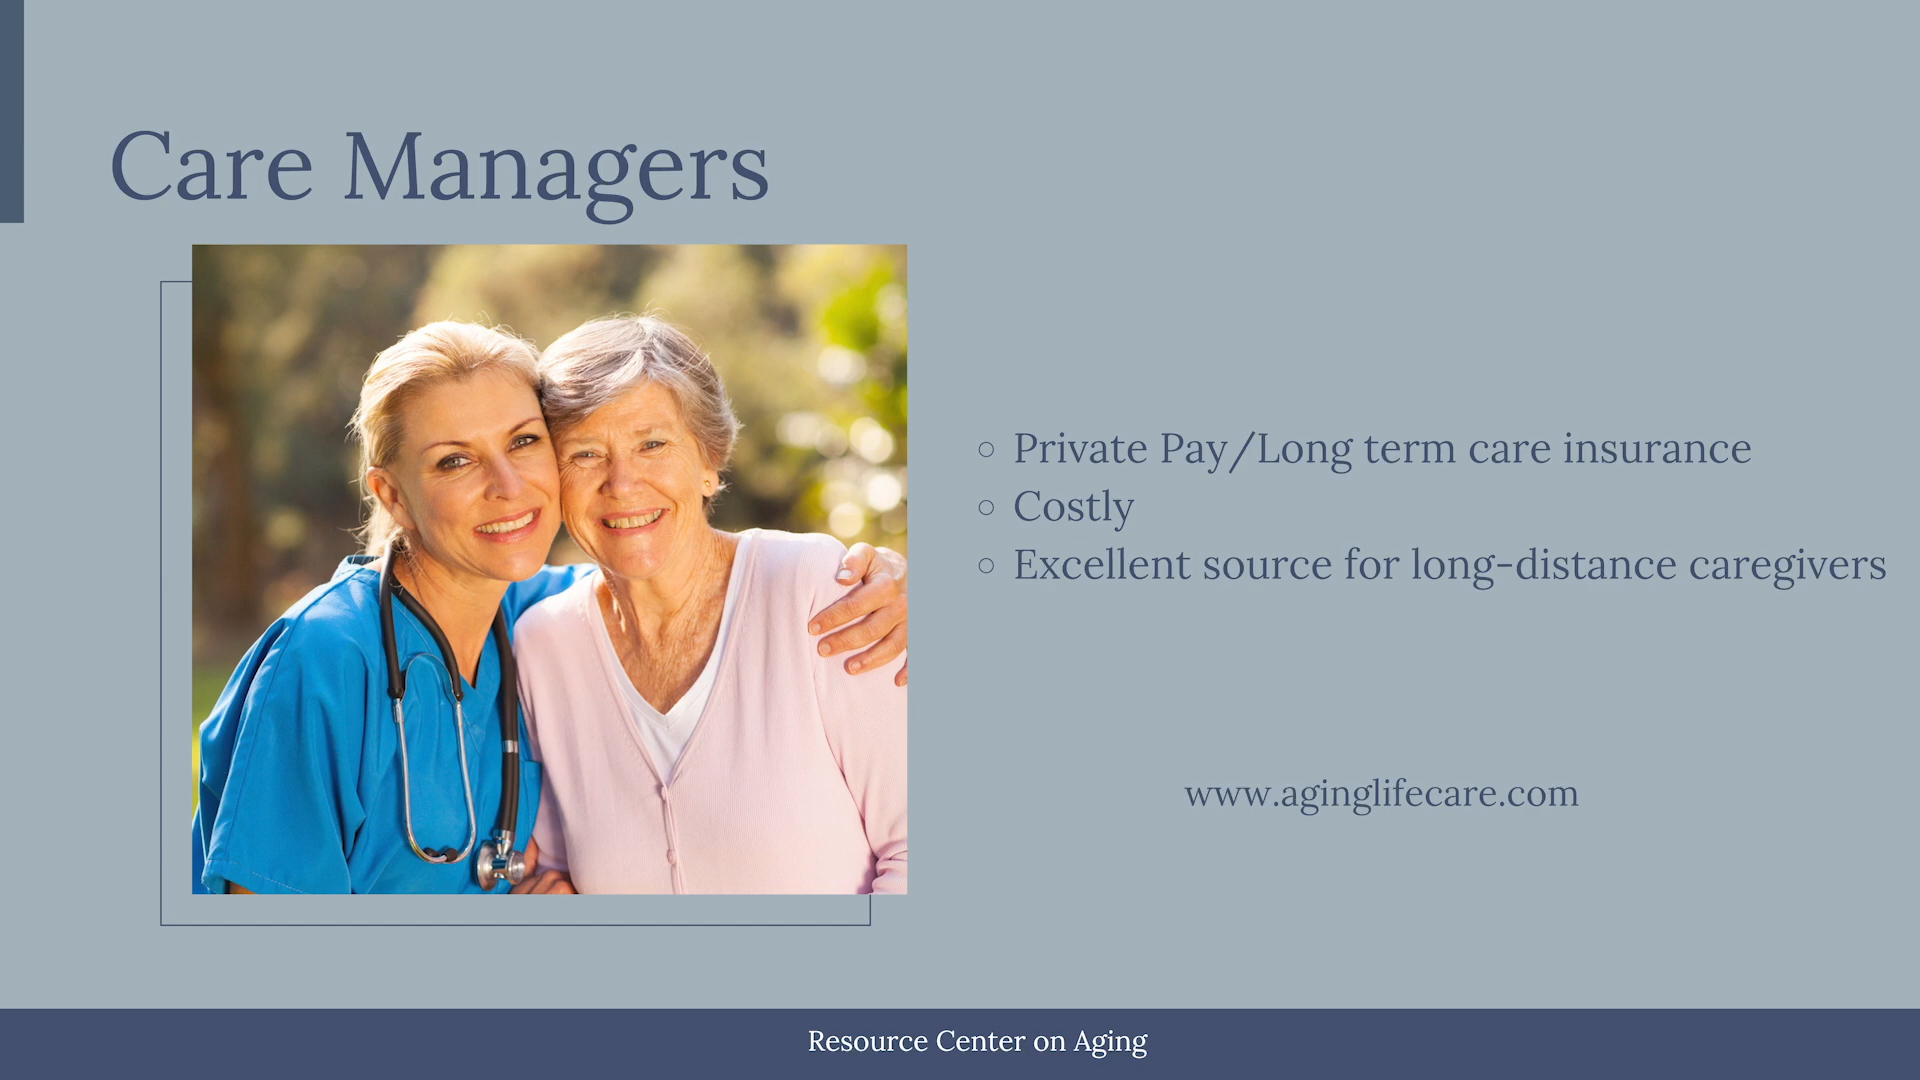 Care Managers
Private Pay/Long term care insurance
Costly
Excellent source for long-distance caregivers
www.aginglifecare.com
Resource Center on Aging